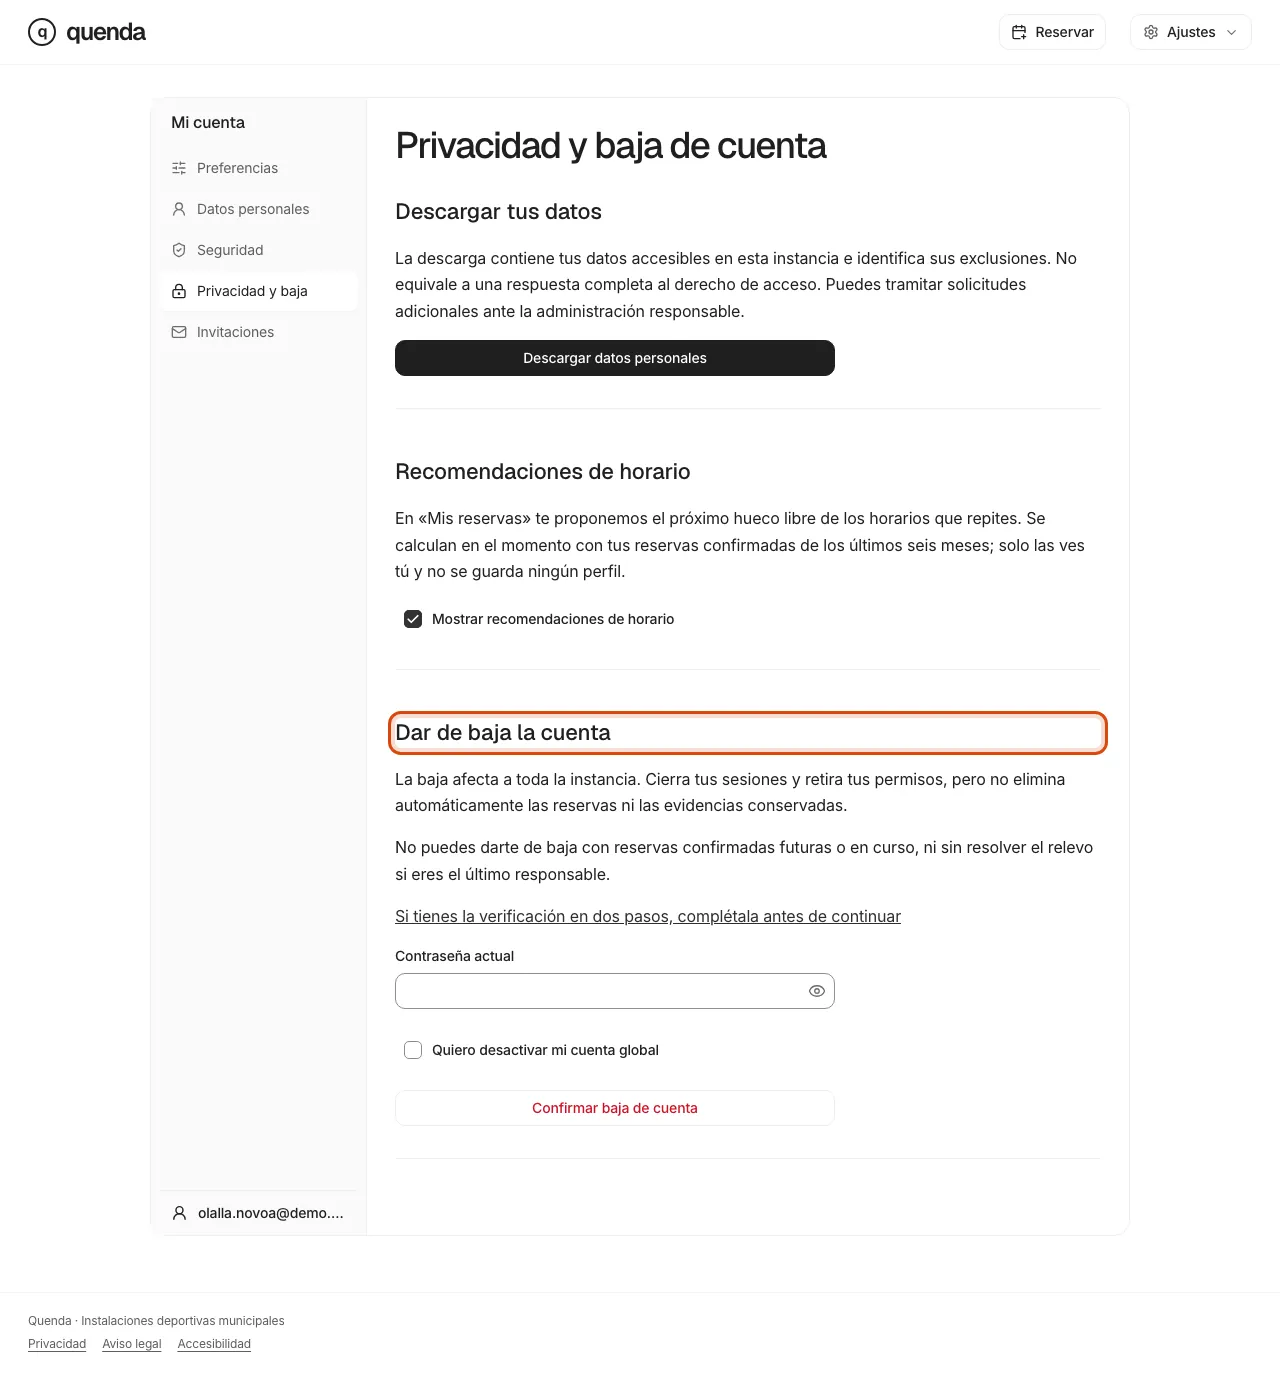 q quenda
Reservar
Ajustes
Mi cuenta
Preferencias
Datos personales
Seguridad
Privacidad y baja
Invitaciones
olalla.novoa@demo....
Privacidad y baja de cuenta
Descargar tus datos
La descarga contiene tus datos accesibles en esta instancia e identifica sus exclusiones. No
equivale a una respuesta completa al derecho de acceso. Puedes tramitar solicitudes
adicionales ante la administración responsable.
Descargar datos personales
Recomendaciones de horario
En «Mis reservas» te proponemos el próximo hueco libre de los horarios que repites. Se
calculan en el momento con tus reservas confirmadas de los últimos seis meses; solo las ves
tú y no se guarda ningún perfil.
Mostrar recomendaciones de horario
Dar de baja la cuenta
La baja afecta a toda la instancia. Cierra tus sesiones y retira tus permisos, pero no elimina
automáticamente las reservas ni las evidencias conservadas.
No puedes darte de baja con reservas confirmadas futuras o en curso, ni sin resolver el relevo
si eres el último responsable.
Si tienes la verificación en dos pasos, complétala antes de continuar
Contraseña actual
Quiero desactivar mi cuenta global
Confirmar baja de cuenta
Quenda · Instalaciones deportivas municipales
Privacidad Aviso legal Accesibilidad